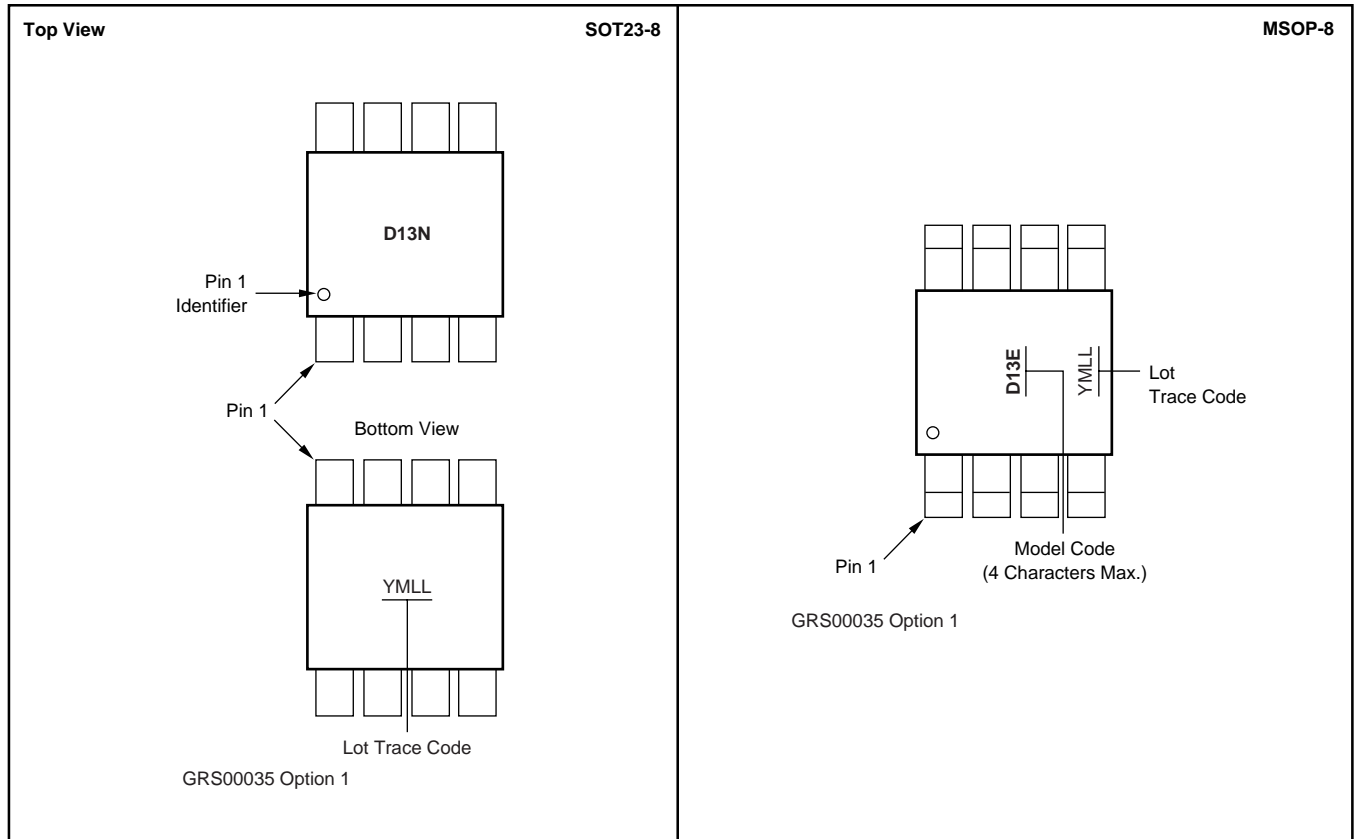 Top View
SOT23-8
D13N
Pin 1
Identifier
Pin 1
Bottom View
YMLL
Lot Trace Code
GRS00035 Option 1
MSOP-8
D13E
YMLL
Lot
Trace Code
Pin 1
Model Code
(4 Characters Max.)
GRS00035 Option 1